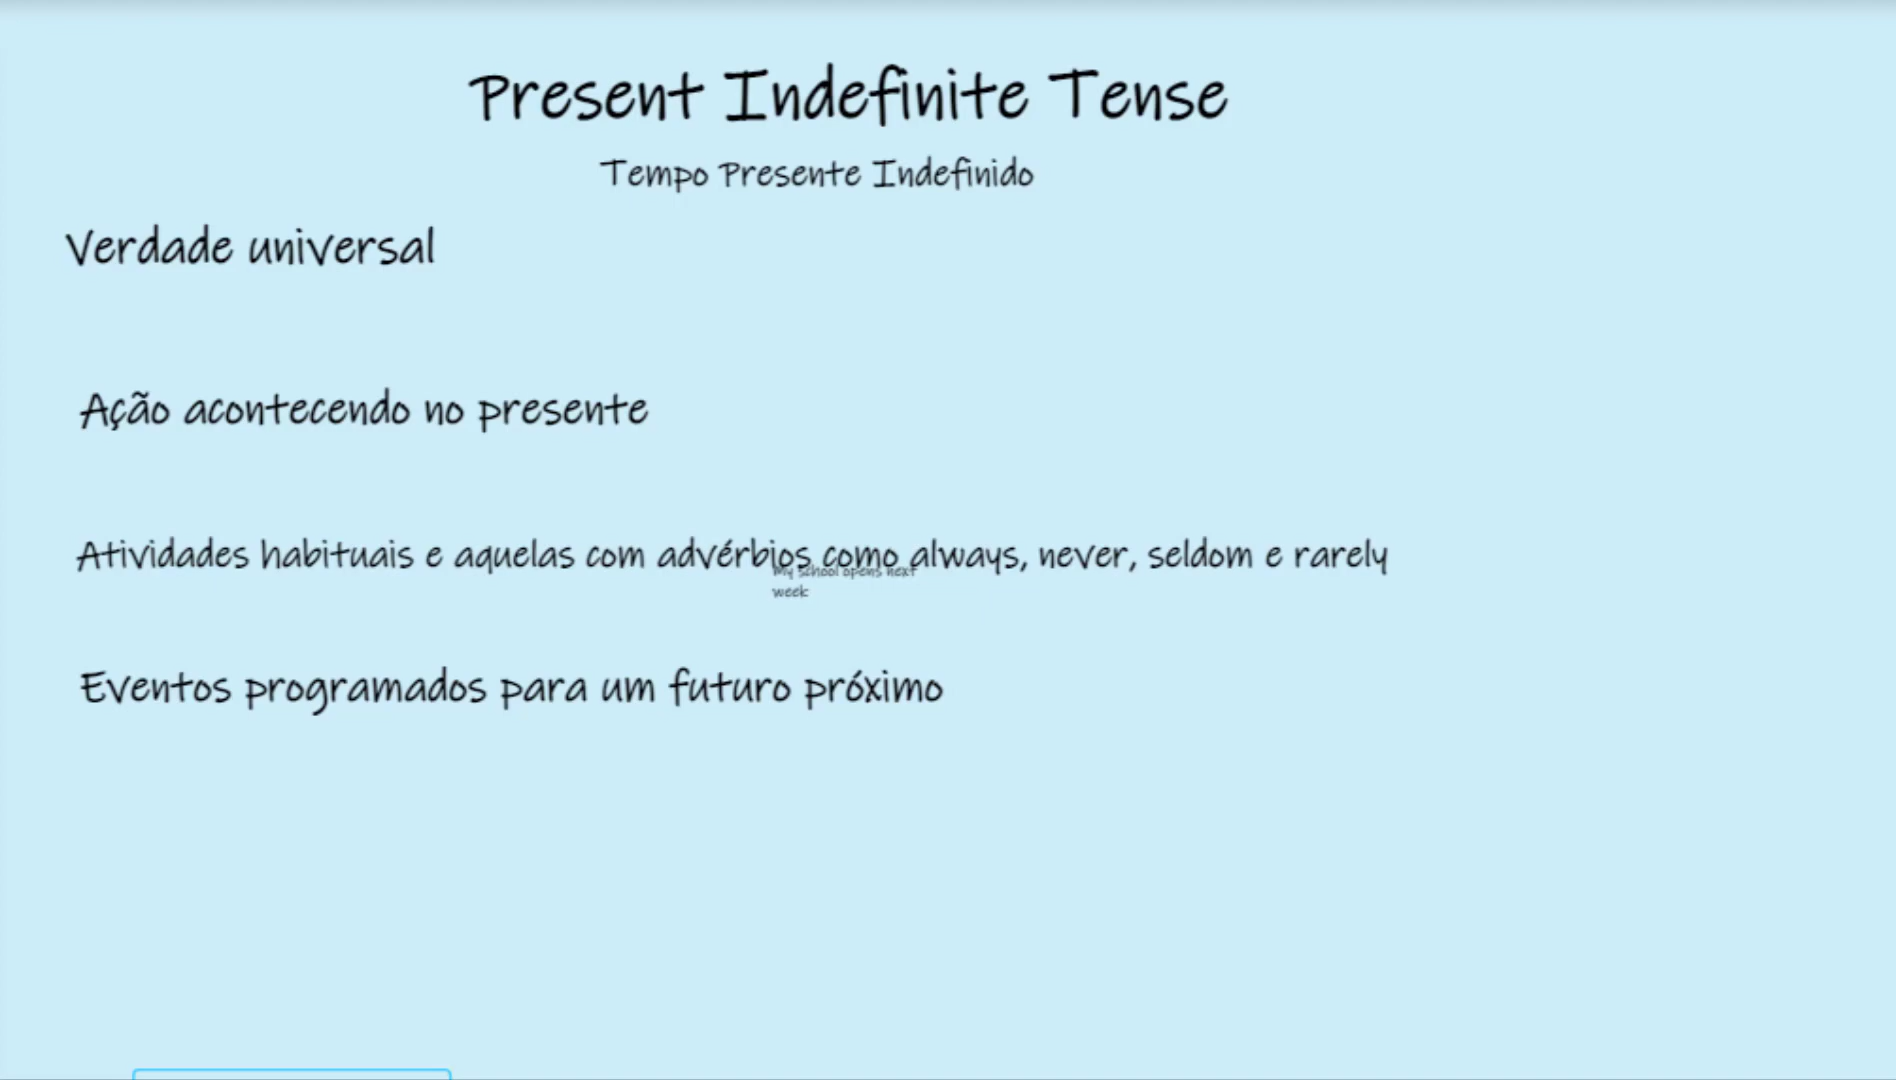 Present Indefinite Tense
Tempo Presente Indefinido
Verdade universal
Ação acontecendo no presente
Atividades habituais e aquelas com advérbios como always, never, seldom e rarely
My school opens next
week
Eventos programados para um futuro próximo